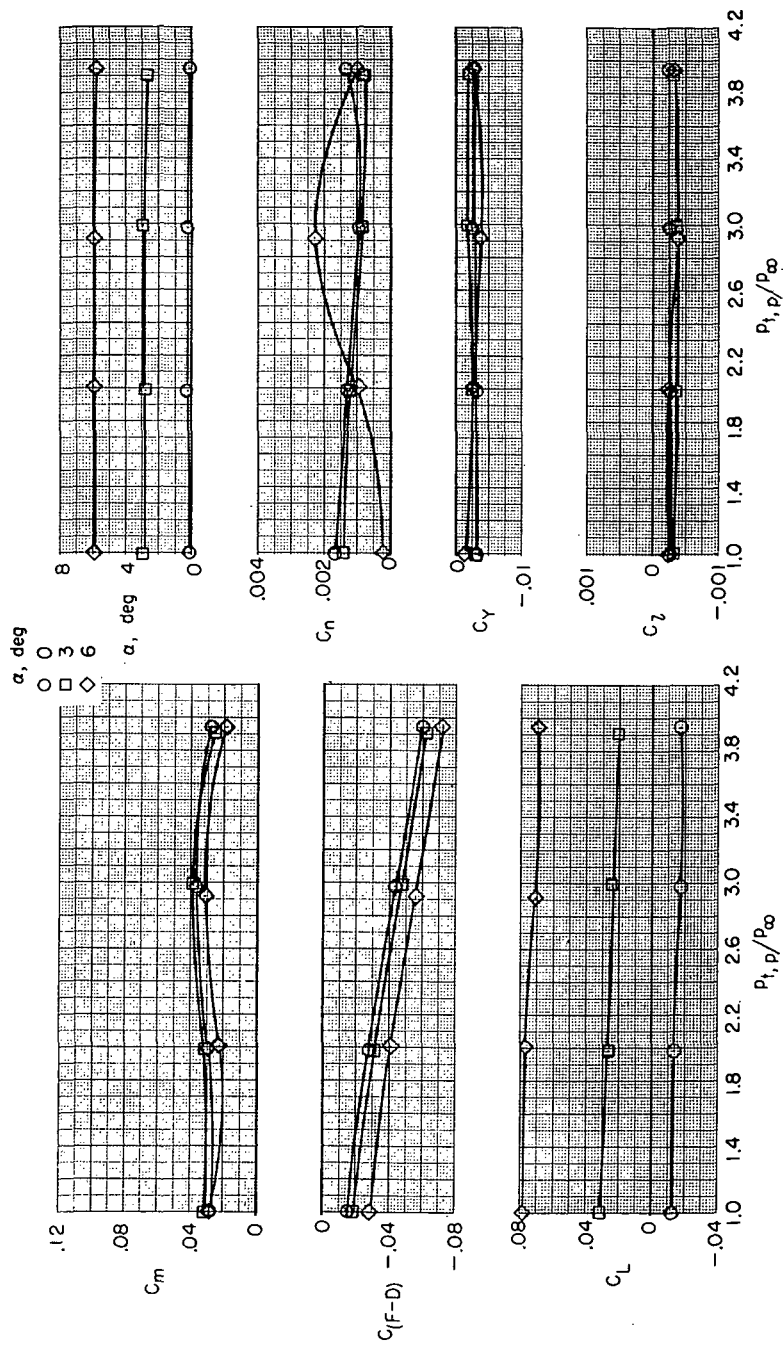 α, deg
○ 0
□ 3
◇ 6
.12
.08
.04
0
C_m
0
-.04
-.08
C_(F-D)
.08
.04
0
-.04
C_L
1.0 1.4 1.8 2.2 2.6 3.0 3.4 3.8 4.2
p_t,p/p_∞
8
4
0
α, deg
.004
.002
0
C_n
0
-.01
C_Y
.001
0
-.001
C_l
1.0 1.4 1.8 2.2 2.6 3.0 3.4 3.8 4.2
p_t,p/p_∞